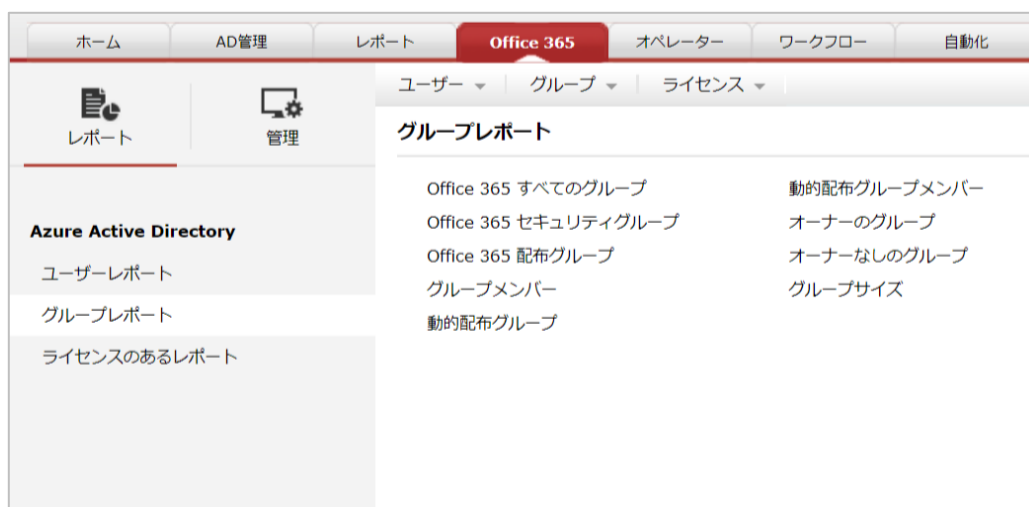 ホーム AD管理 レポート Office 365 オペレーター ワークフロー 自動化
レポート 管理
ユーザー グループ ライセンス
グループレポート
Azure Active Directory
ユーザーレポート
グループレポート
ライセンスのあるレポート
Office 365 すべてのグループ
Office 365 セキュリティグループ
Office 365 配布グループ
グループメンバー
動的配布グループ
動的配布グループメンバー
オーナーのグループ
オーナーなしのグループ
グループサイズ